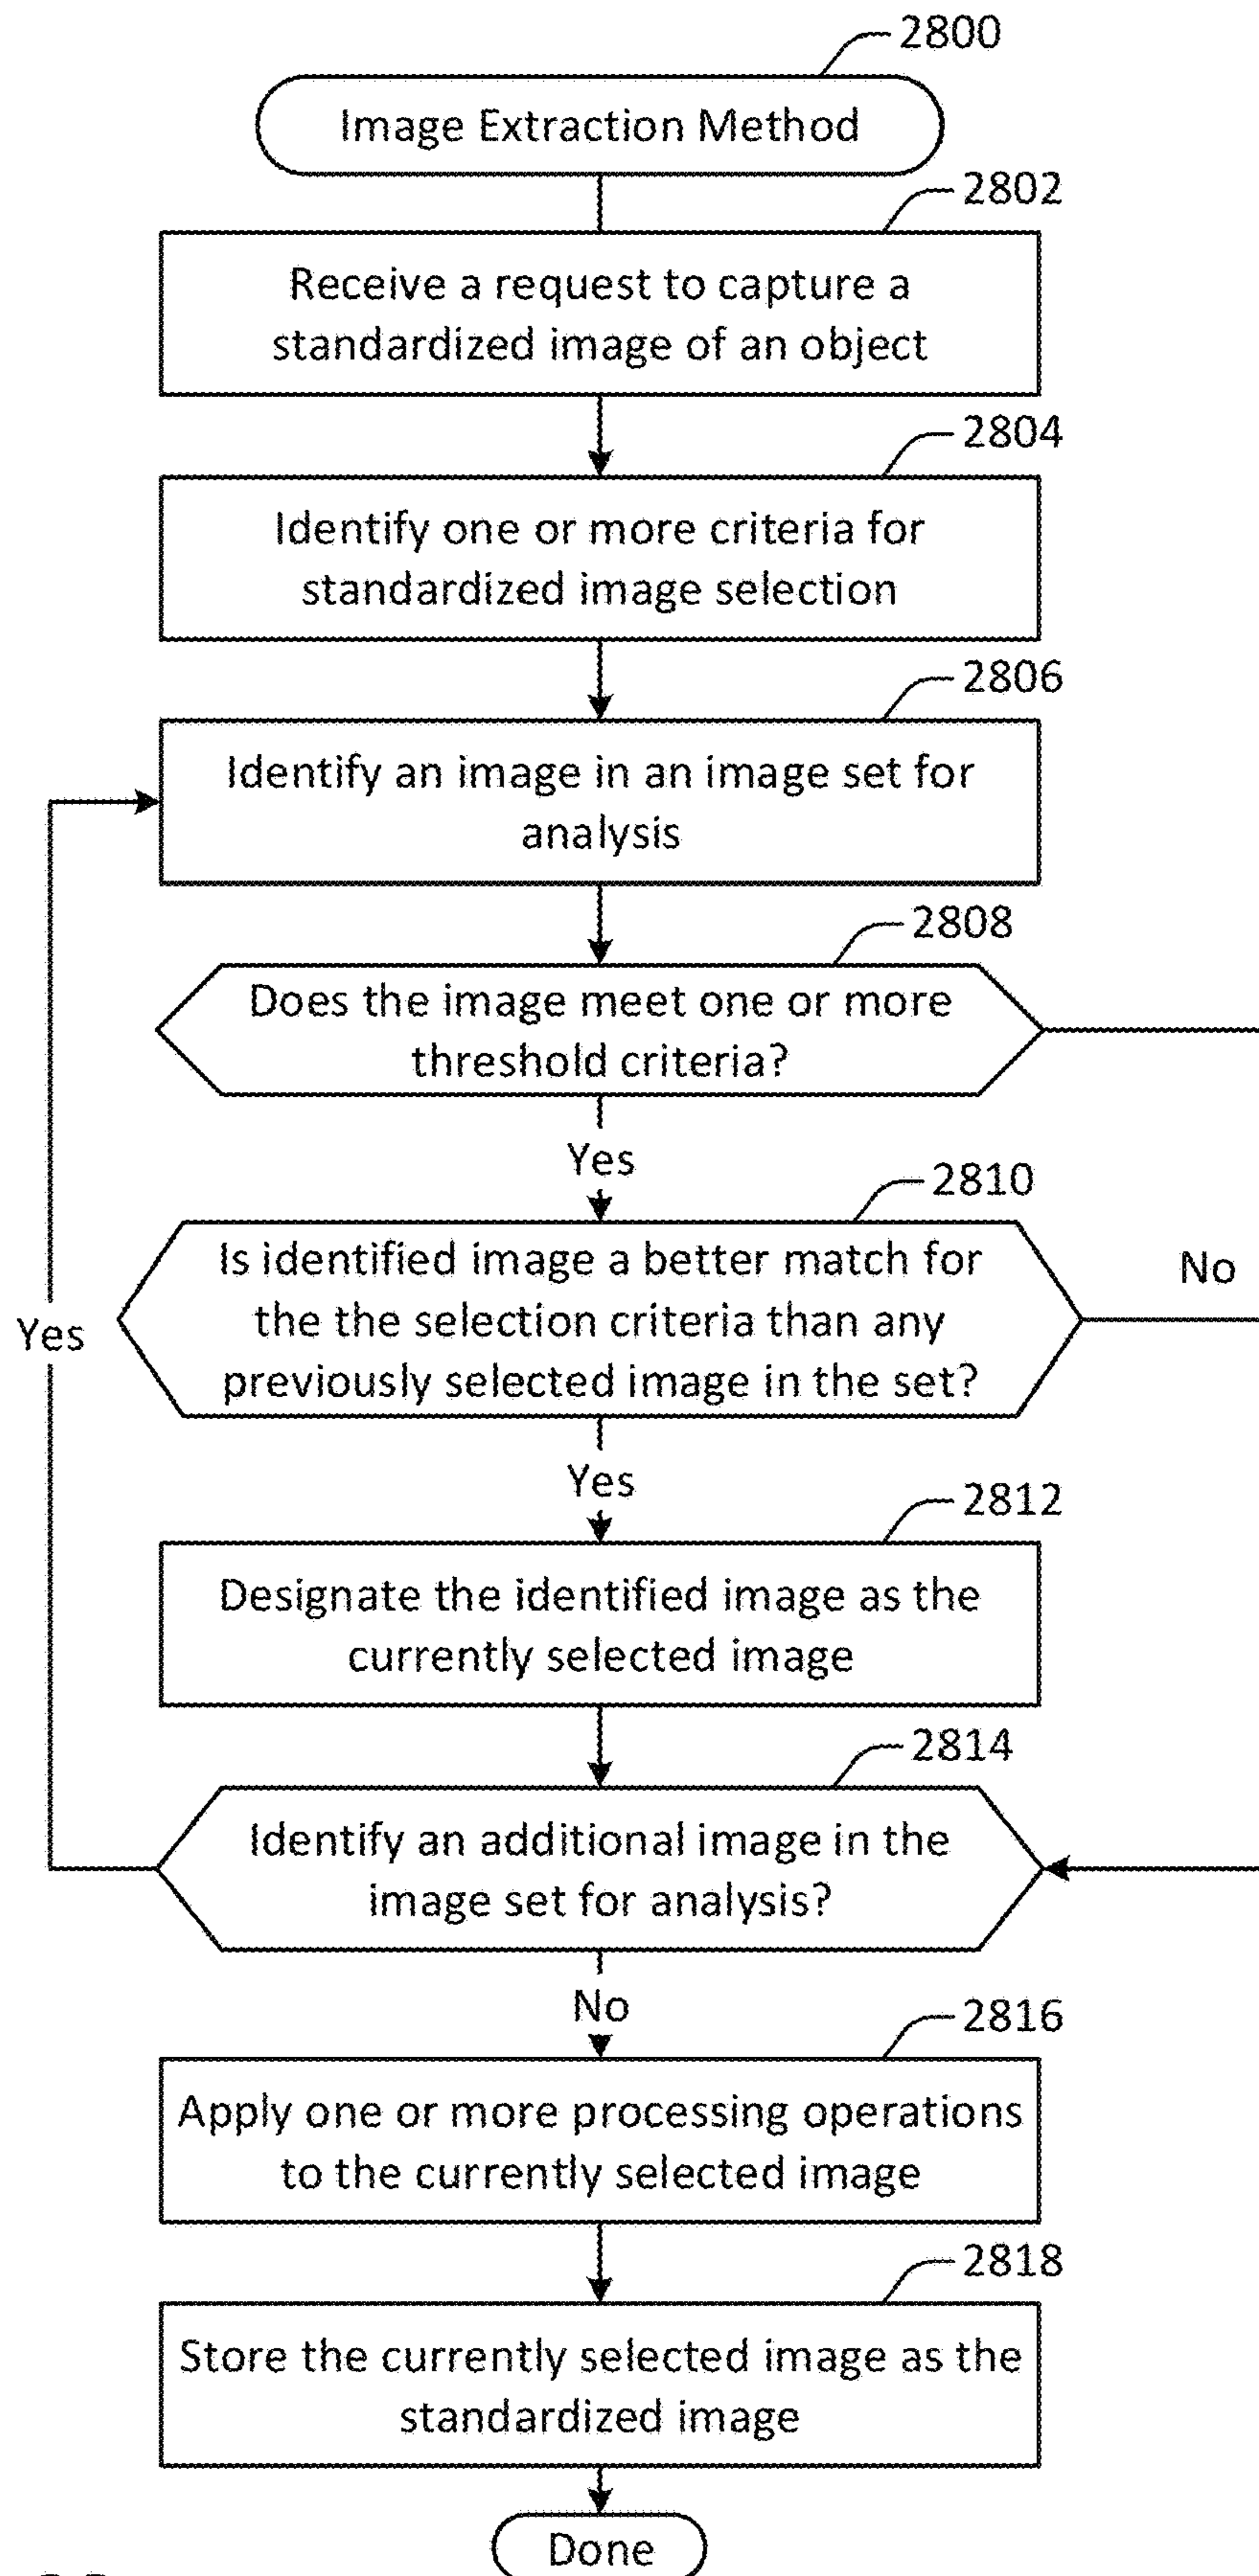 2800
Image Extraction Method
2802
Receive a request to capture a
standardized image of an object
2804
Identify one or more criteria for
standardized image selection
2806
Identify an image in an image set for
analysis
2808
Does the image meet one or more
threshold criteria?
Yes
2810
Is identified image a better match for
the the selection criteria than any
previously selected image in the set?
No
Yes
Yes
2812
Designate the identified image as the
currently selected image
2814
Identify an additional image in the
image set for analysis?
No
2816
Apply one or more processing operations
to the currently selected image
2818
Store the currently selected image as the
standardized image
Done